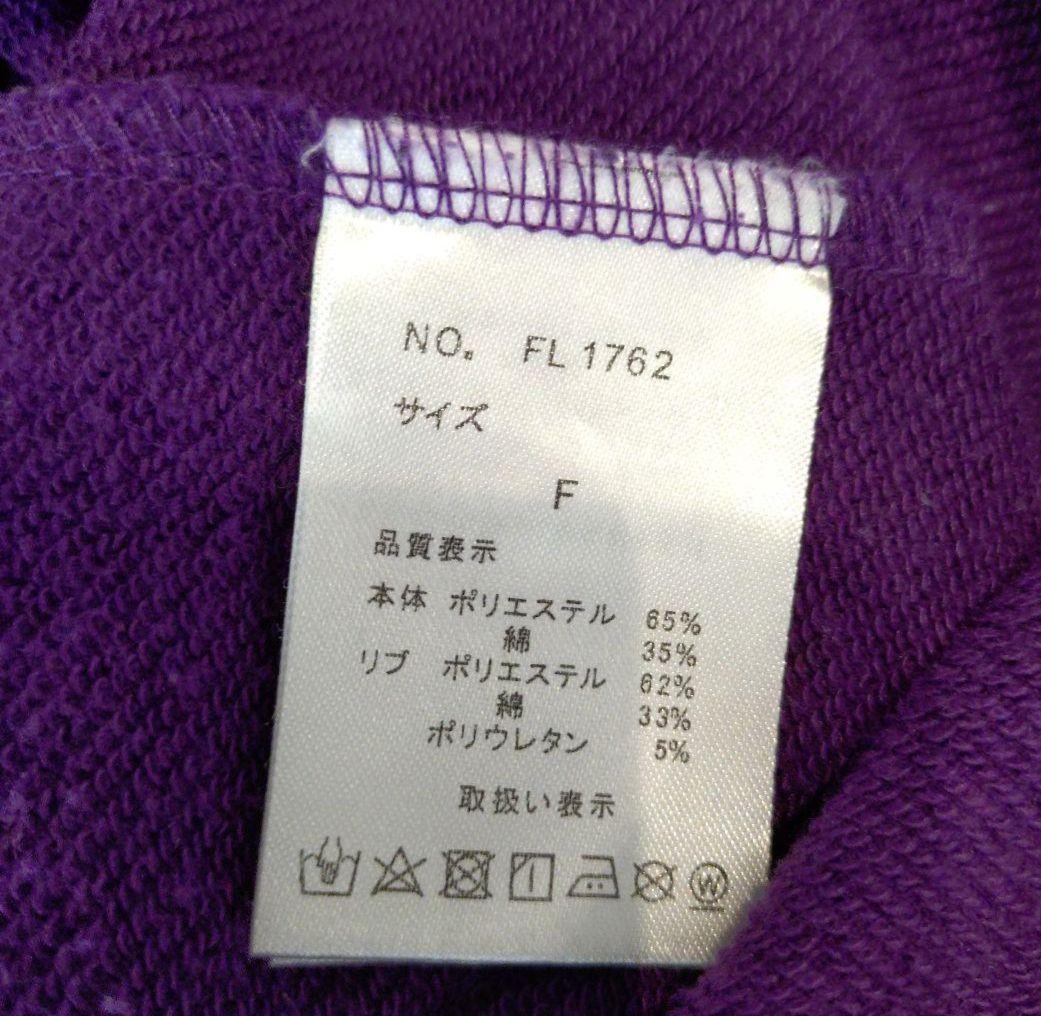 NO. FL1762
サイズ
F
品質表示
本体 ポリエステル 65%
綿 35%
リブ ポリエステル 62%
綿 33%
ポリウレタン 5%
取扱い表示
W